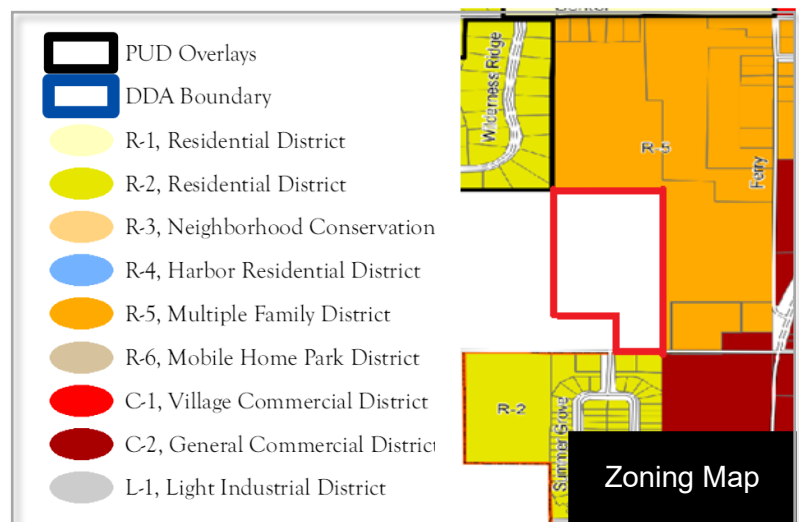 PUD Overlays
DDA Boundary
R-1, Residential District
R-2, Residential District
R-3, Neighborhood Conservation
R-4, Harbor Residential District
R-5, Multiple Family District
R-6, Mobile Home Park District
C-1, Village Commercial District
C-2, General Commercial District
L-1, Light Industrial District
Wilderness Ridge
R-5
Ferry
R-2
Summer Grove
Zoning Map